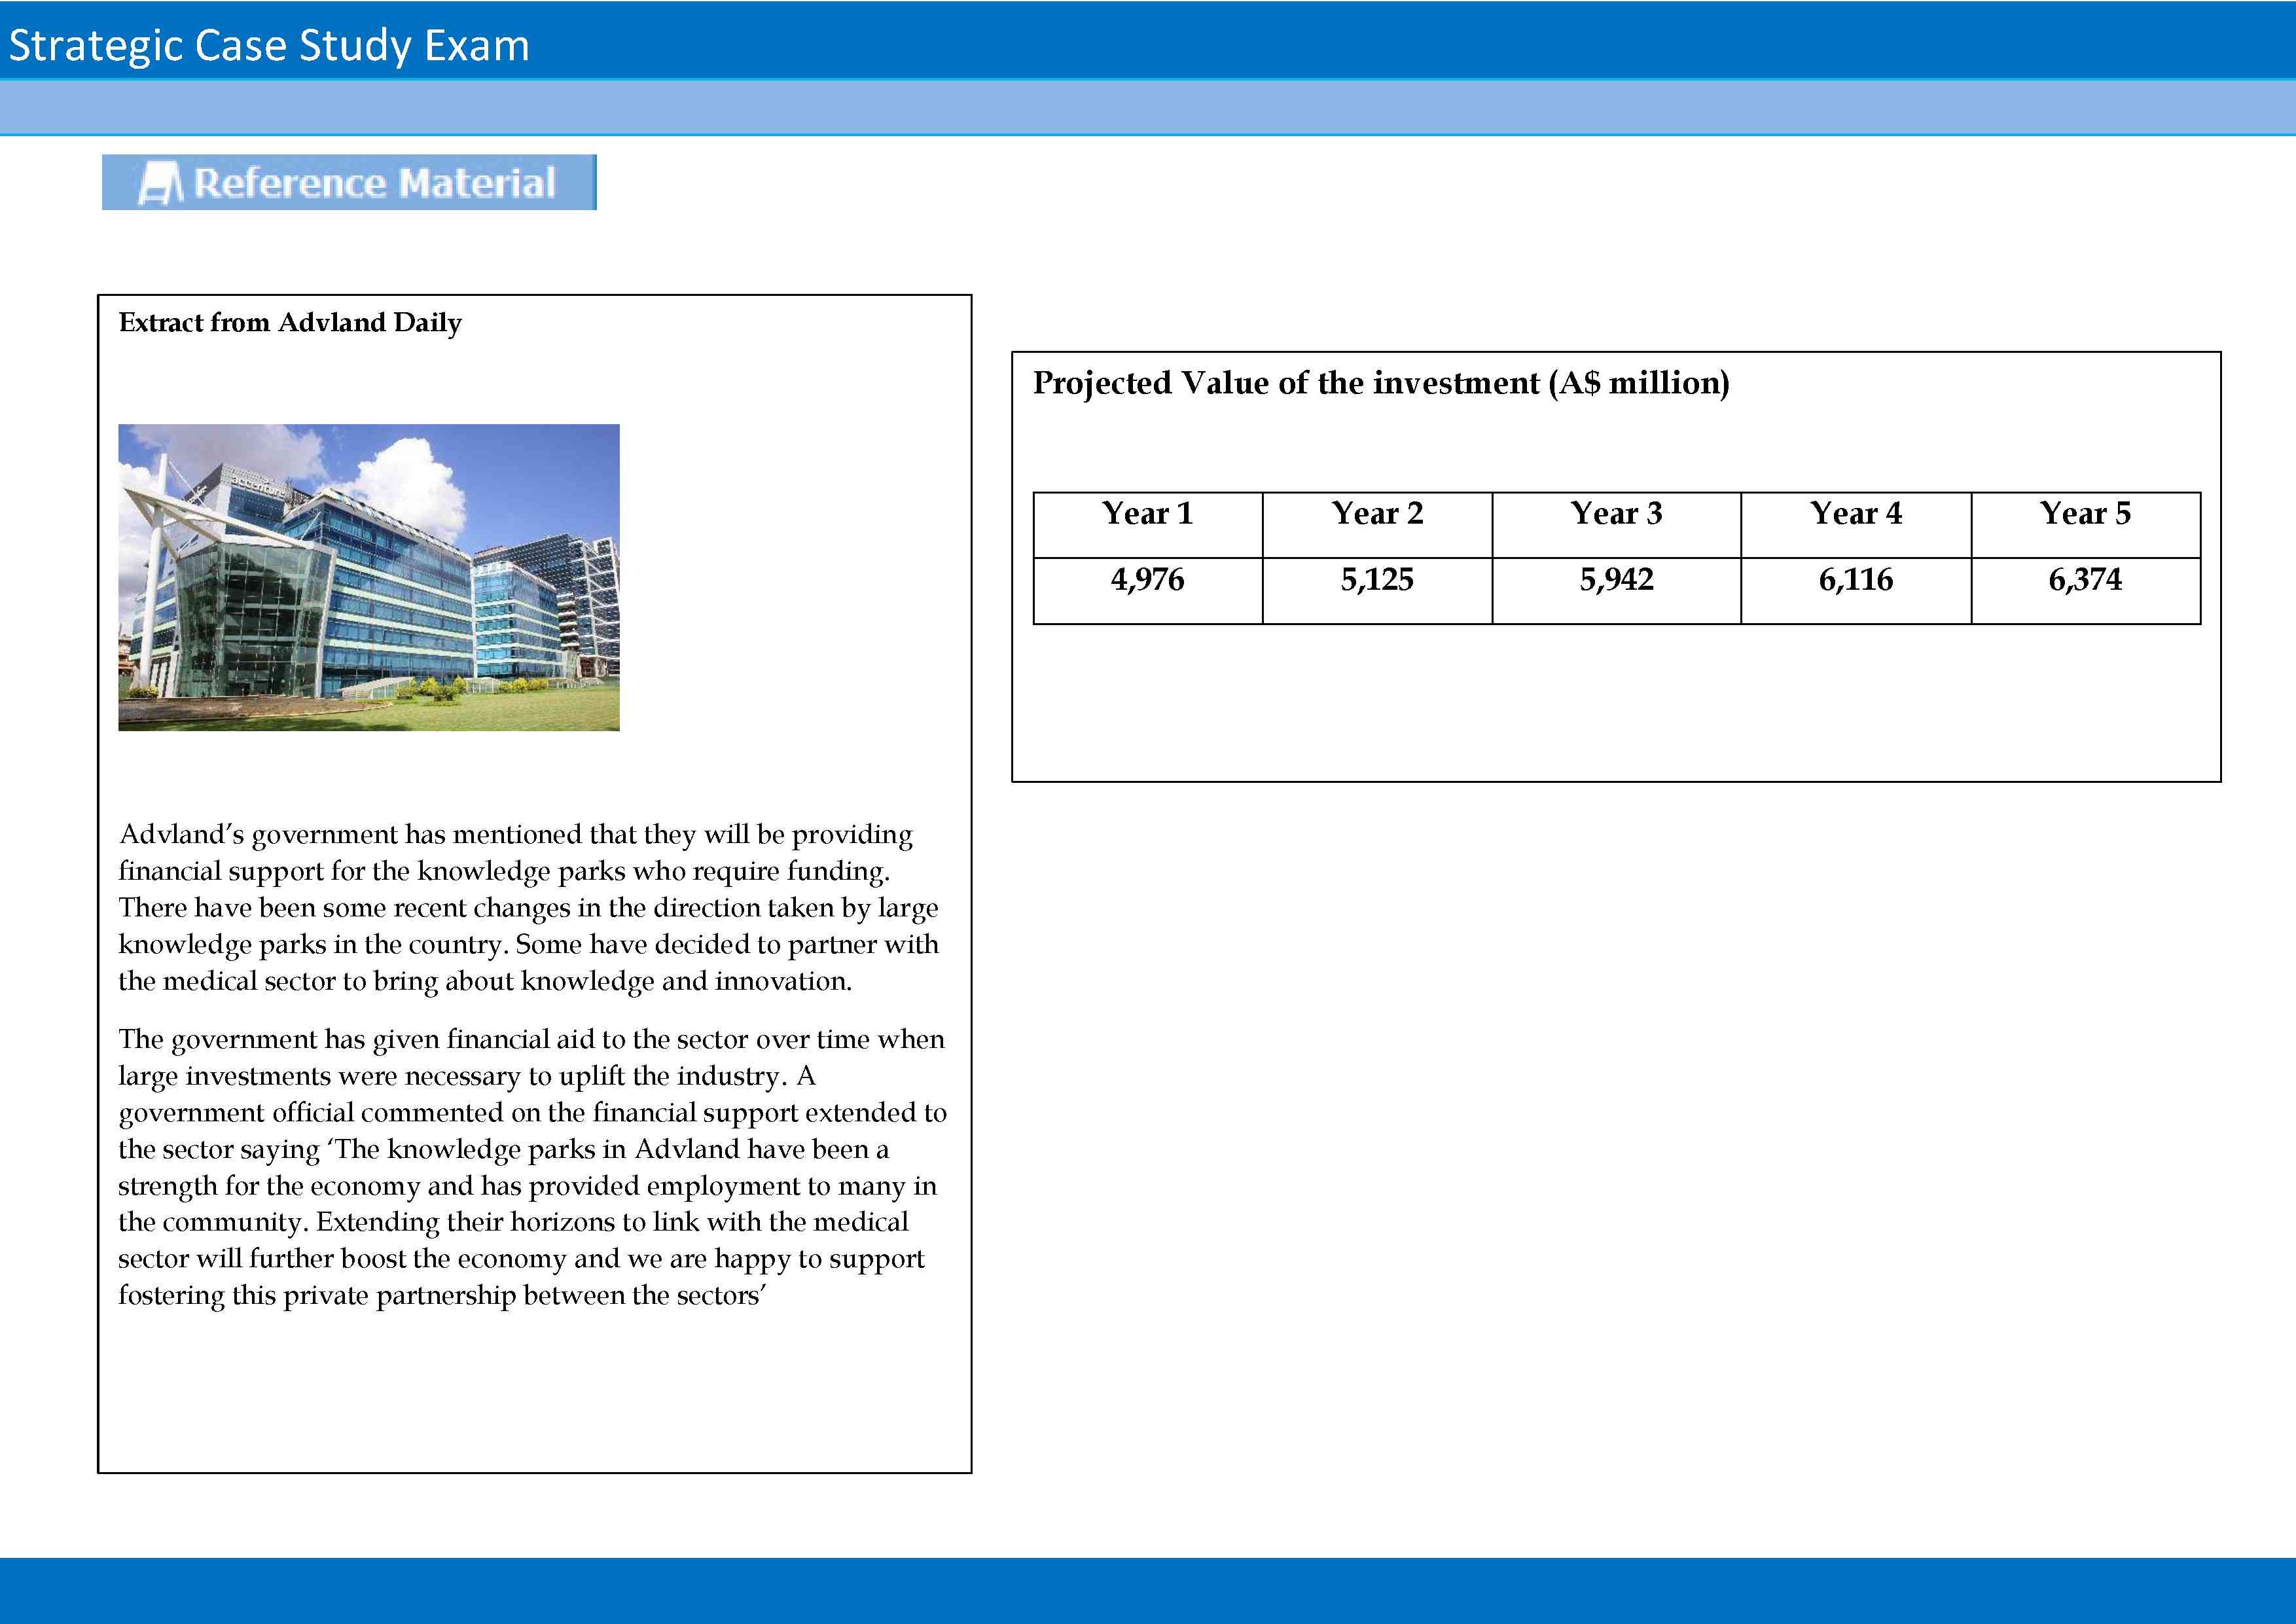 Strategic Case Study Exam
Reference Material
Extract from Advland Daily
accenture
Advland’s government has mentioned that they will be providing
financial support for the knowledge parks who require funding.
There have been some recent changes in the direction taken by large
knowledge parks in the country. Some have decided to partner with
the medical sector to bring about knowledge and innovation.
The government has given financial aid to the sector over time when
large investments were necessary to uplift the industry. A
government official commented on the financial support extended to
the sector saying ‘The knowledge parks in Advland have been a
strength for the economy and has provided employment to many in
the community. Extending their horizons to link with the medical
sector will further boost the economy and we are happy to support
fostering this private partnership between the sectors’
Projected Value of the investment (A$ million)
Year 1 Year 2 Year 3 Year 4 Year 5
4,976 5,125 5,942 6,116 6,374